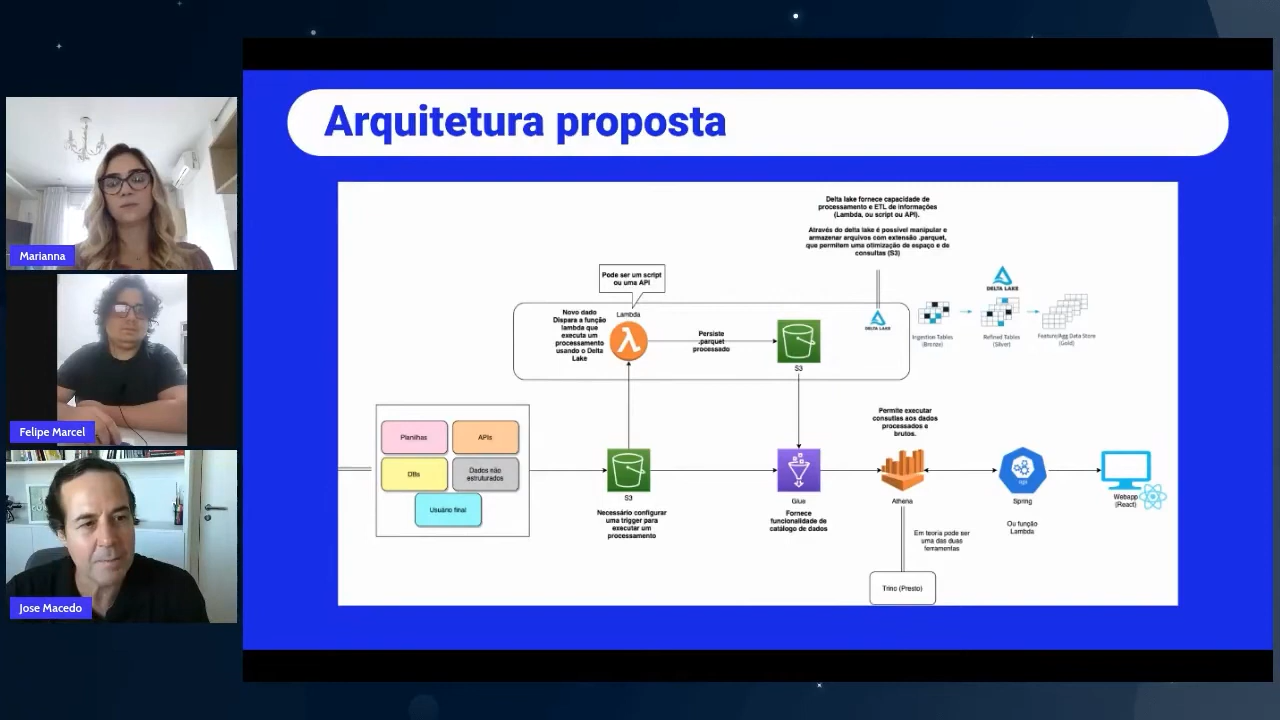 Arquitetura proposta
Marianna
Felipe Marcel
Jose Macedo
Delta lake fornece capacidade de
processamento e ETL de informações
(Lambda, ou script ou API).
Através do delta lake é possível manipular e
armazenar arquivos com extensão .parquet,
que permitem uma otimização de espaço e de
consultas (S3)
Pode ser um script
ou uma API
Lambda
Novo dado
Dispara a função
lambda que
executa um
processamento
usando o Delta
Lake
Persiste
.parquet
processado
S3
DELTA LAKE
DELTA LAKE
Ingestion Tables
(Bronze)
Refined Tables
(Silver)
Feature/Agg Data Store
(Gold)
Planilhas
APIs
DBs
Dados não
estruturados
Usuário final
S3
Necessário configurar
uma trigger para
executar um
processamento
Glue
Fornece
funcionalidade de
catálogo de dados
Permite executar
consultas aos dados
processados e
brutos.
Athena
Em teoria pode ser
uma das duas
ferramentas
Trino (Presto)
api
Spring
Ou função
Lambda
Webapp
(React)